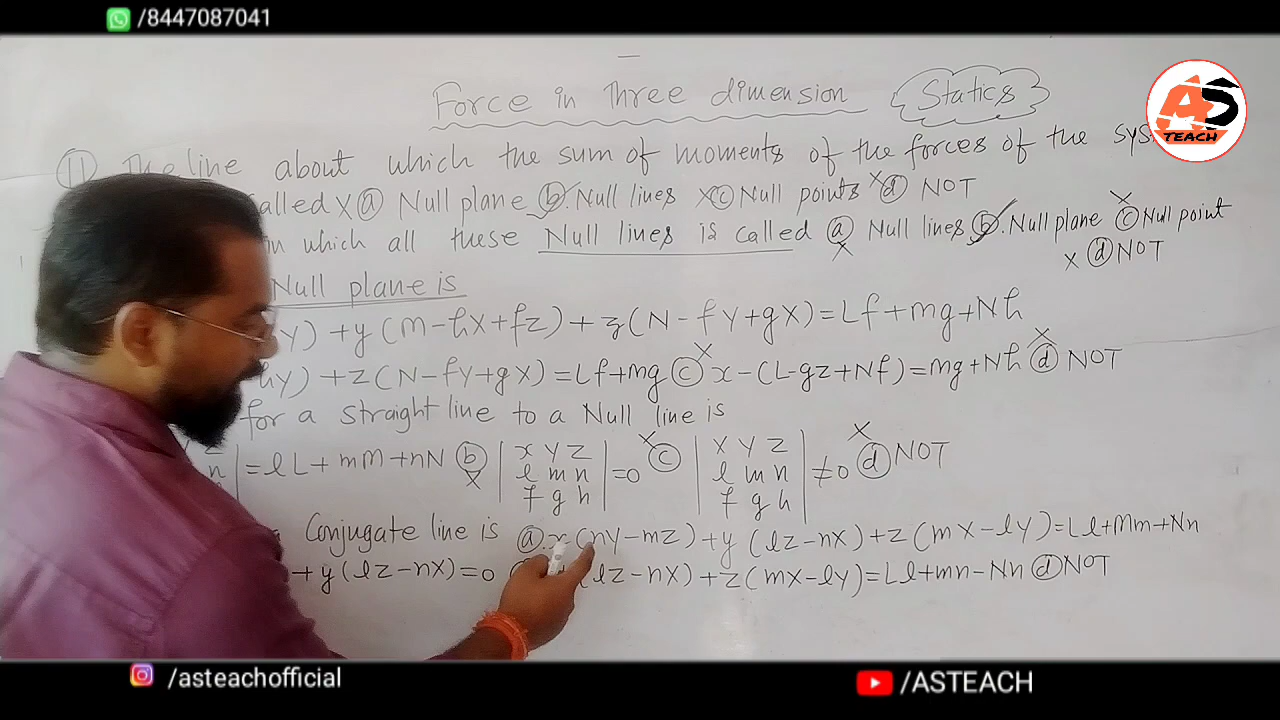 /8447087041
Force in Three dimension Statics
AS TEACH
11 The line about which the sum of moments of the forces of the
alled x (a) Null plane (b). Null lines x (c) Null points x (d) NOT
in which all these Null lines is called (a) x Null lines (b). Null plane x (c) Null point
x (d) NOT
Null plane is
Y) + y (M-hX+fZ) + z (N-fY+gX) = Lf+mg+Nh
hY) + z (N-fY+gX) = Lf+mg (c) x x-(L-gz+Nf) = mg+Nh x (d) NOT
for a straight line to a Null line is
n | = lL+mM+nN (b) x | X Y Z | = 0 x (c) | X Y Z | ≠ 0 x (d) NOT
l m n l m n
f g h f g h
Conjugate line is (a). x (nY-mZ) + y (lz-nX) + z (mX-lY) = Ll+Mm+Nn
+ y (lz-nX) = 0 (lz-nX) + z (mX-lY) = Ll+mn-Nn (d) NOT
/asteachofficial
/ASTEACH